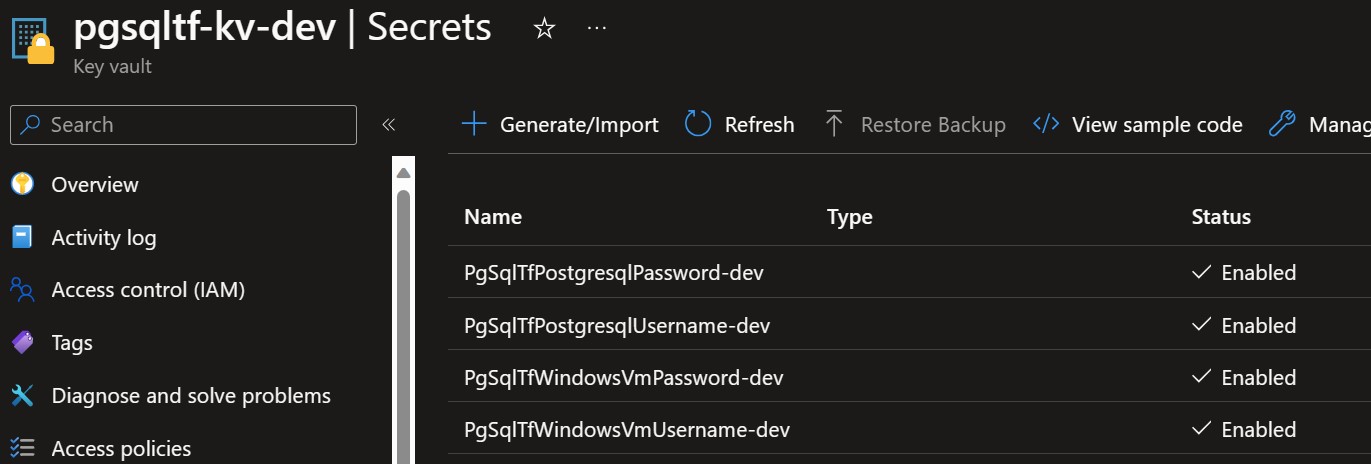 pgsqltf-kv-dev | Secrets
Key vault
Search
Generate/Import Refresh Restore Backup View sample code Manag
Overview
Activity log
Access control (IAM)
Tags
Diagnose and solve problems
Access policies
Name Type Status
PgSqlTfPostgresqlPassword-dev Enabled
PgSqlTfPostgresqlUsername-dev Enabled
PgSqlTfWindowsVmPassword-dev Enabled
PgSqlTfWindowsVmUsername-dev Enabled